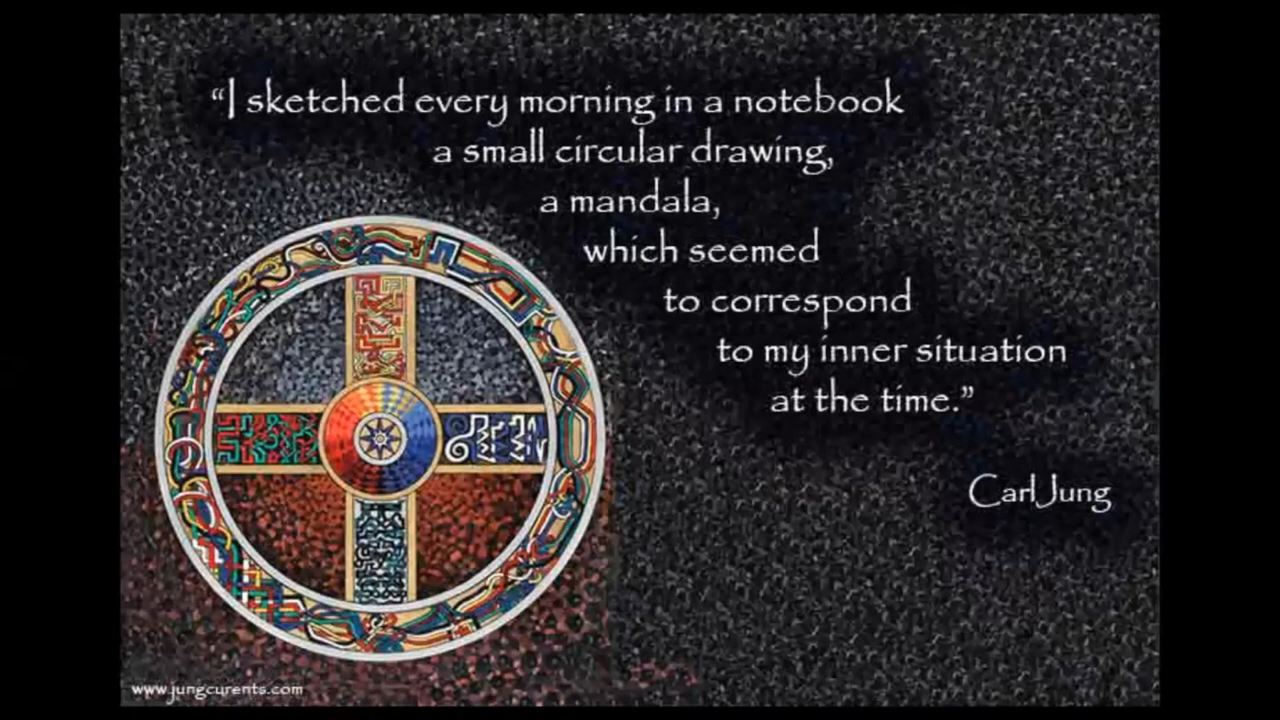 “I sketched every morning in a notebook
a small circular drawing,
a mandala,
which seemed
to correspond
to my inner situation
at the time.”
Carl Jung
www.jungcurents.com